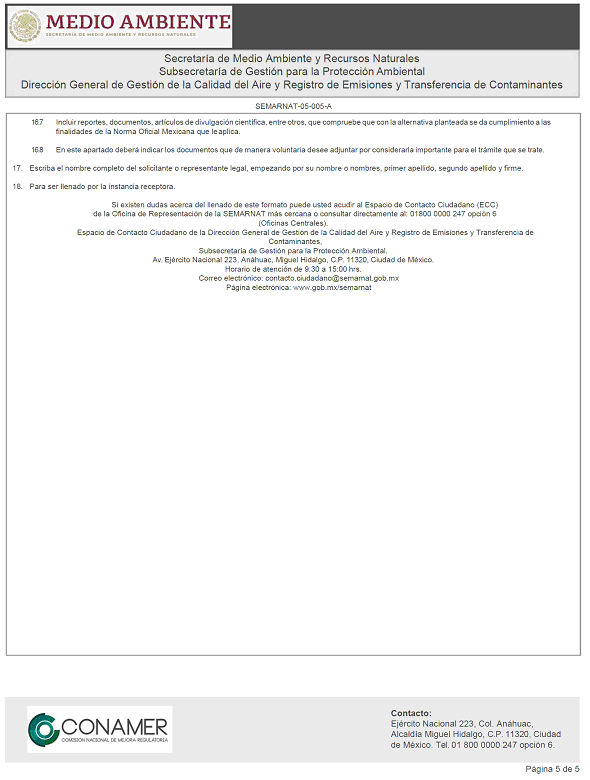 MEDIO AMBIENTE
SECRETARÍA DE MEDIO AMBIENTE Y RECURSOS NATURALES
Secretaría de Medio Ambiente y Recursos Naturales
Subsecretaría de Gestión para la Protección Ambiental
Dirección General de Gestión de la Calidad del Aire y Registro de Emisiones y Transferencia de Contaminantes
SEMARNAT-05-005-A
16.7 Incluir reportes, documentos, artículos de divulgación científica, entre otros, que compruebe que con la alternativa planteada se da cumplimiento a las
finalidades de la Norma Oficial Mexicana que le aplica.
16.8 En este apartado deberá indicar los documentos que de manera voluntaria desee adjuntar por considerarla importante para el trámite que se trate.
17. Escriba el nombre completo del solicitante o representante legal, empezando por su nombre o nombres, primer apellido, segundo apellido y firme.
18. Para ser llenado por la instancia receptora.
Si existen dudas acerca del llenado de este formato puede usted acudir al Espacio de Contacto Ciudadano (ECC)
de la Oficina de Representación de la SEMARNAT más cercana o consultar directamente al: 01800 0000 247 opción 6
(Oficinas Centrales).
Espacio de Contacto Ciudadano de la Dirección General de Gestión de la Calidad del Aire y Registro de Emisiones y Transferencia de
Contaminantes,
Subsecretaría de Gestión para la Protección Ambiental.
Av. Ejército Nacional 223, Anáhuac, Miguel Hidalgo, C.P. 11320, Ciudad de México.
Horario de atención de 9:30 a 15:00 hrs.
Correo electrónico: contacto.ciudadano@semarnat.gob.mx
Página electrónica: www.gob.mx/semarnat
CONAMER
COMISIÓN NACIONAL DE MEJORA REGULATORIA
Contacto:
Ejército Nacional 223, Col. Anáhuac,
Alcaldía Miguel Hidalgo, C.P. 11320, Ciudad
de México. Tel. 01 800 0000 247 opción 6.
Página 5 de 5